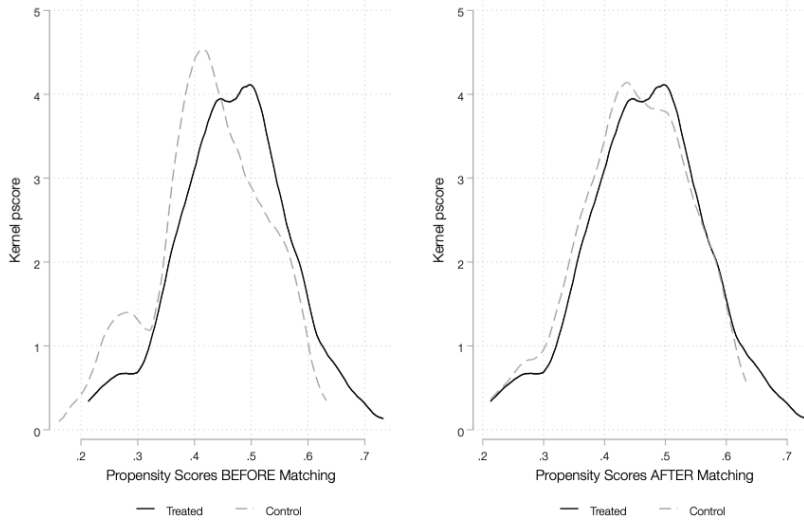 5
4
3
2
1
0
Kernel pscore
.2 .3 .4 .5 .6 .7
Propensity Scores BEFORE Matching
Treated Control
5
4
3
2
1
0
Kernel pscore
.2 .3 .4 .5 .6 .7
Propensity Scores AFTER Matching
Treated Control